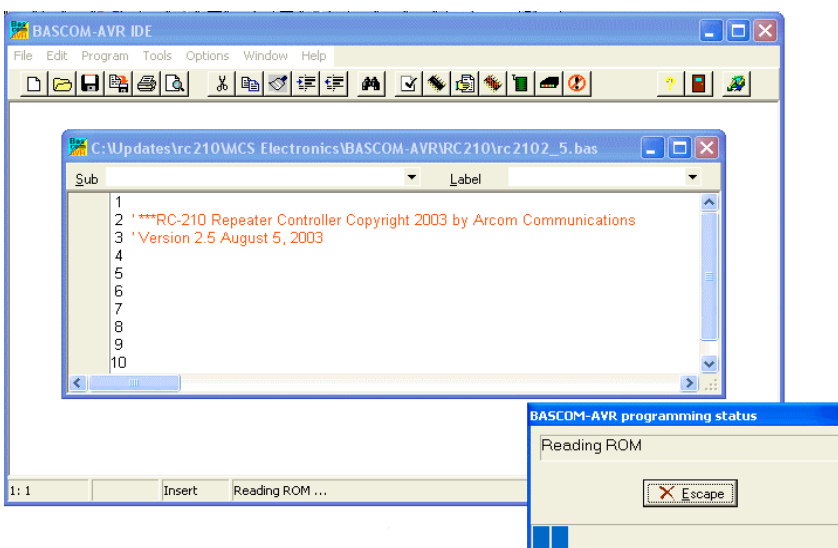 BASCOM-AVR IDE
File Edit Program Tools Options Window Help
C:\Updates\rc210\MCS Electronics\BASCOM-AVR\RC210\rc2102_5.bas
Sub Label
1
2 ' ***RC-210 Repeater Controller Copyright 2003 by Arcom Communications
3 ' Version 2.5 August 5, 2003
4
5
6
7
8
9
10
BASCOM-AVR programming status
Reading ROM
Escape
1: 1 Insert Reading ROM ...